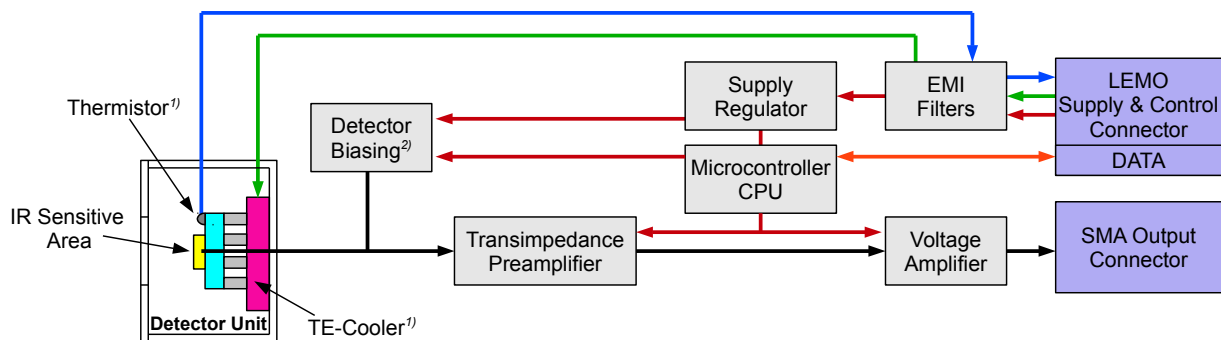 Thermistor1)
IR Sensitive
Area
Detector Unit
TE-Cooler1)
Detector
Biasing2)
Supply
Regulator
Microcontroller
CPU
Transimpedance
Preamplifier
EMI
Filters
Voltage
Amplifier
LEMO
Supply & Control
Connector
DATA
SMA Output
Connector